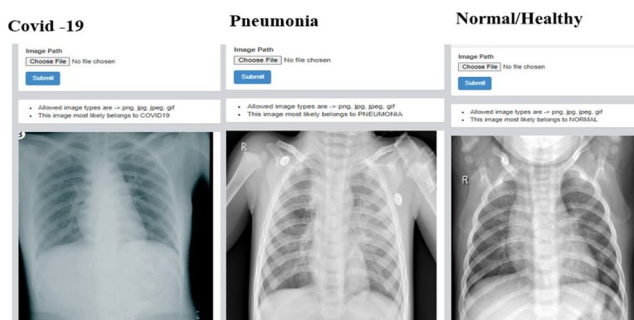 Covid -19
Image Path
Choose File No file chosen
Submit
Allowed image types are -> png, jpg, jpeg, gif
This image most likely belongs to COVID19
Pneumonia
Image Path
Choose File No file chosen
Submit
Allowed image types are -> png, jpg, jpeg, gif
This image most likely belongs to PNEUMONIA
R
Normal/Healthy
Image Path
Choose File No file chosen
Submit
Allowed image types are -> png, jpg, jpeg, gif
This image most likely belongs to NORMAL
R